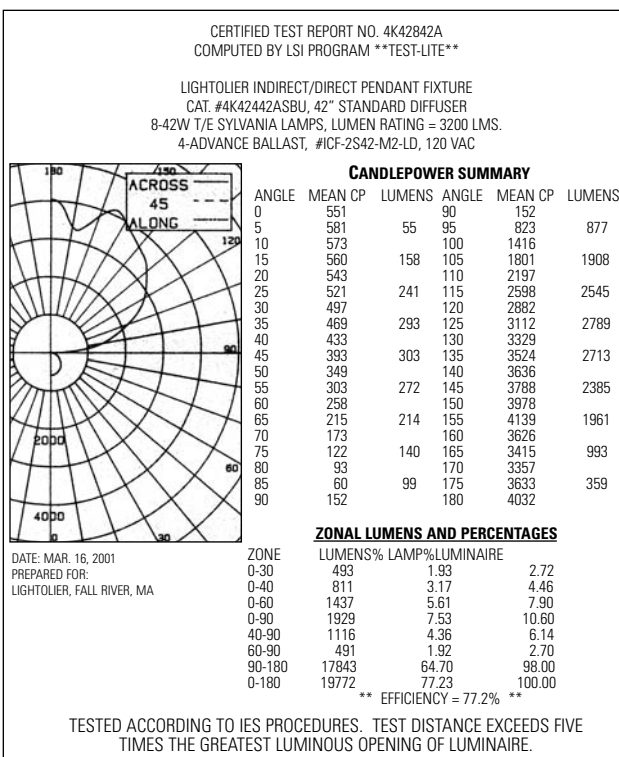 CERTIFIED TEST REPORT NO. 4K42842A
COMPUTED BY LSI PROGRAM **TEST-LITE**
LIGHTOLIER INDIRECT/DIRECT PENDANT FIXTURE
CAT. #4K42442ASBU, 42" STANDARD DIFFUSER
8-42W T/E SYLVANIA LAMPS, LUMEN RATING = 3200 LMS.
4-ADVANCE BALLAST, #ICF-2S42-M2-LD, 120 VAC
180
150
ACROSS
45
ALONG
120
90
60
2000
4000
0
30
DATE: MAR. 16, 2001
PREPARED FOR:
LIGHTOLIER, FALL RIVER, MA
CANDLEPOWER SUMMARY
ANGLE MEAN CP LUMENS ANGLE MEAN CP LUMENS
0 551 90 152
5 581 55 95 823 877
10 573 100 1416
15 560 158 105 1801 1908
20 543 110 2197
25 521 241 115 2598 2545
30 497 120 2882
35 469 293 125 3112 2789
40 433 130 3329
45 393 303 135 3524 2713
50 349 140 3636
55 303 272 145 3788 2385
60 258 150 3978
65 215 214 155 4139 1961
70 173 160 3626
75 122 140 165 3415 993
80 93 170 3357
85 60 99 175 3633 359
90 152 180 4032
ZONAL LUMENS AND PERCENTAGES
ZONE LUMENS% LAMP%LUMINAIRE
0-30 493 1.93 2.72
0-40 811 3.17 4.46
0-60 1437 5.61 7.90
0-90 1929 7.53 10.60
40-90 1116 4.36 6.14
60-90 491 1.92 2.70
90-180 17843 64.70 98.00
0-180 19772 77.23 100.00
** EFFICIENCY = 77.2% **
TESTED ACCORDING TO IES PROCEDURES. TEST DISTANCE EXCEEDS FIVE
TIMES THE GREATEST LUMINOUS OPENING OF LUMINAIRE.